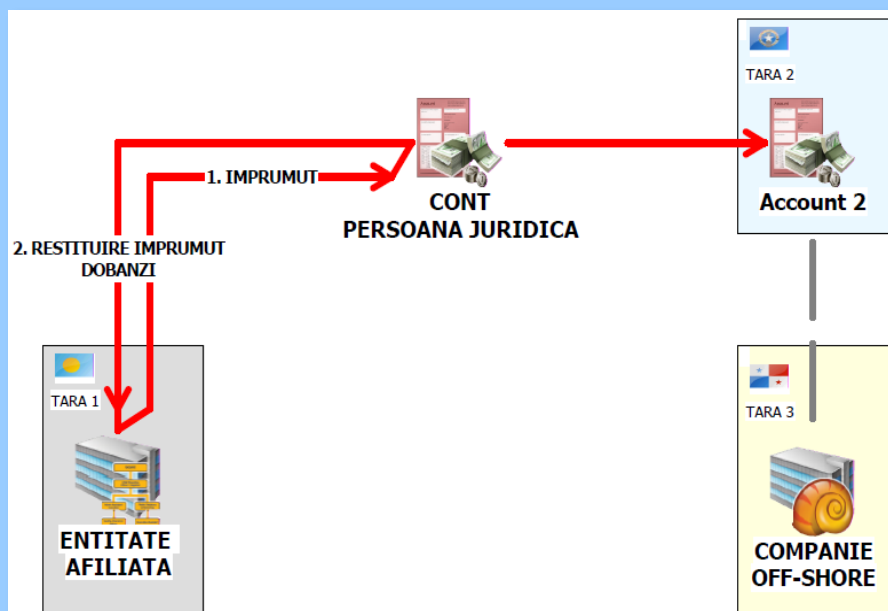 TARA 2
1. IMPRUMUT
CONT
PERSOANA JURIDICA
Account 2
2. RESTITUIRE IMPRUMUT
DOBANZI
TARA 1
TARA 3
ENTITATE
AFILIATA
COMPANIE
OFF-SHORE